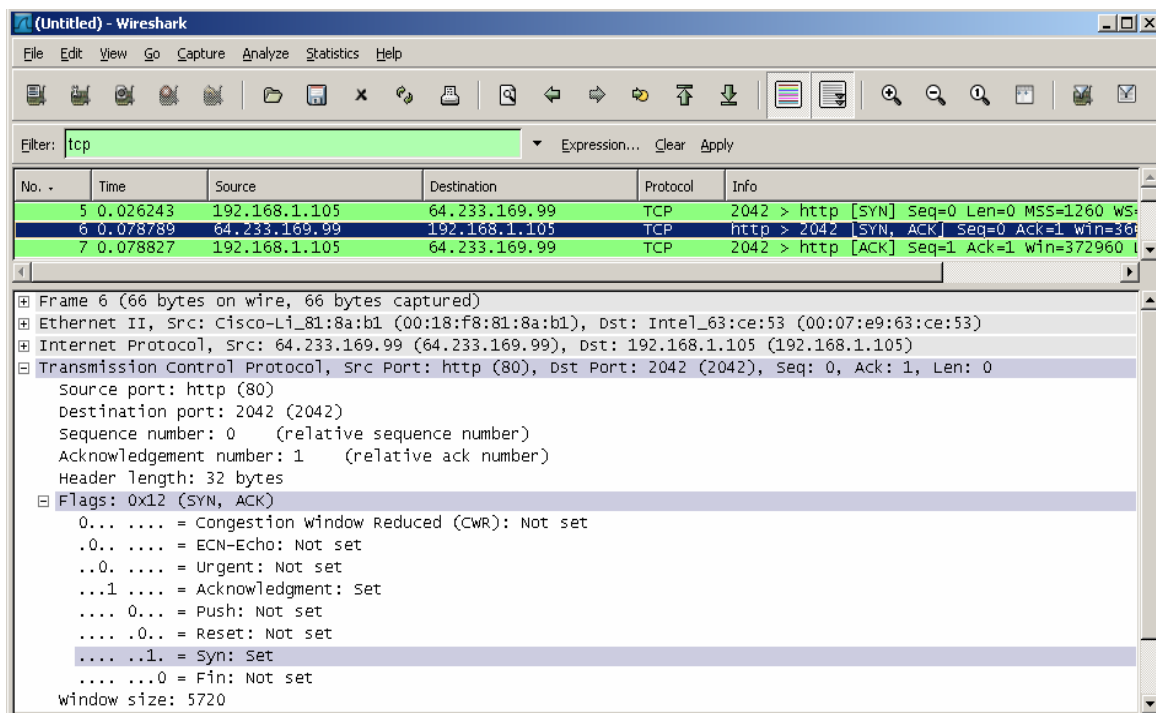 (Untitled) - Wireshark
File Edit View Go Capture Analyze Statistics Help
Filter: tcp Expression... Clear Apply
No. Time Source Destination Protocol Info
5 0.026243 192.168.1.105 64.233.169.99 TCP 2042 > http [SYN] Seq=0 Len=0 MSS=1260 WS=
6 0.078789 64.233.169.99 192.168.1.105 TCP http > 2042 [SYN, ACK] Seq=0 Ack=1 Win=36
7 0.078827 192.168.1.105 64.233.169.99 TCP 2042 > http [ACK] Seq=1 Ack=1 Win=372960 L
Frame 6 (66 bytes on wire, 66 bytes captured)
Ethernet II, Src: Cisco-Li_81:8a:b1 (00:18:f8:81:8a:b1), Dst: Intel_63:ce:53 (00:07:e9:63:ce:53)
Internet Protocol, Src: 64.233.169.99 (64.233.169.99), Dst: 192.168.1.105 (192.168.1.105)
Transmission Control Protocol, Src Port: http (80), Dst Port: 2042 (2042), Seq: 0, Ack: 1, Len: 0
Source port: http (80)
Destination port: 2042 (2042)
Sequence number: 0 (relative sequence number)
Acknowledgement number: 1 (relative ack number)
Header length: 32 bytes
Flags: 0x12 (SYN, ACK)
0... .... = Congestion Window Reduced (CWR): Not set
.0.. .... = ECN-Echo: Not set
..0. .... = Urgent: Not set
...1 .... = Acknowledgment: Set
.... 0... = Push: Not set
.... .0.. = Reset: Not set
.... ..1. = Syn: Set
.... ...0 = Fin: Not set
Window size: 5720